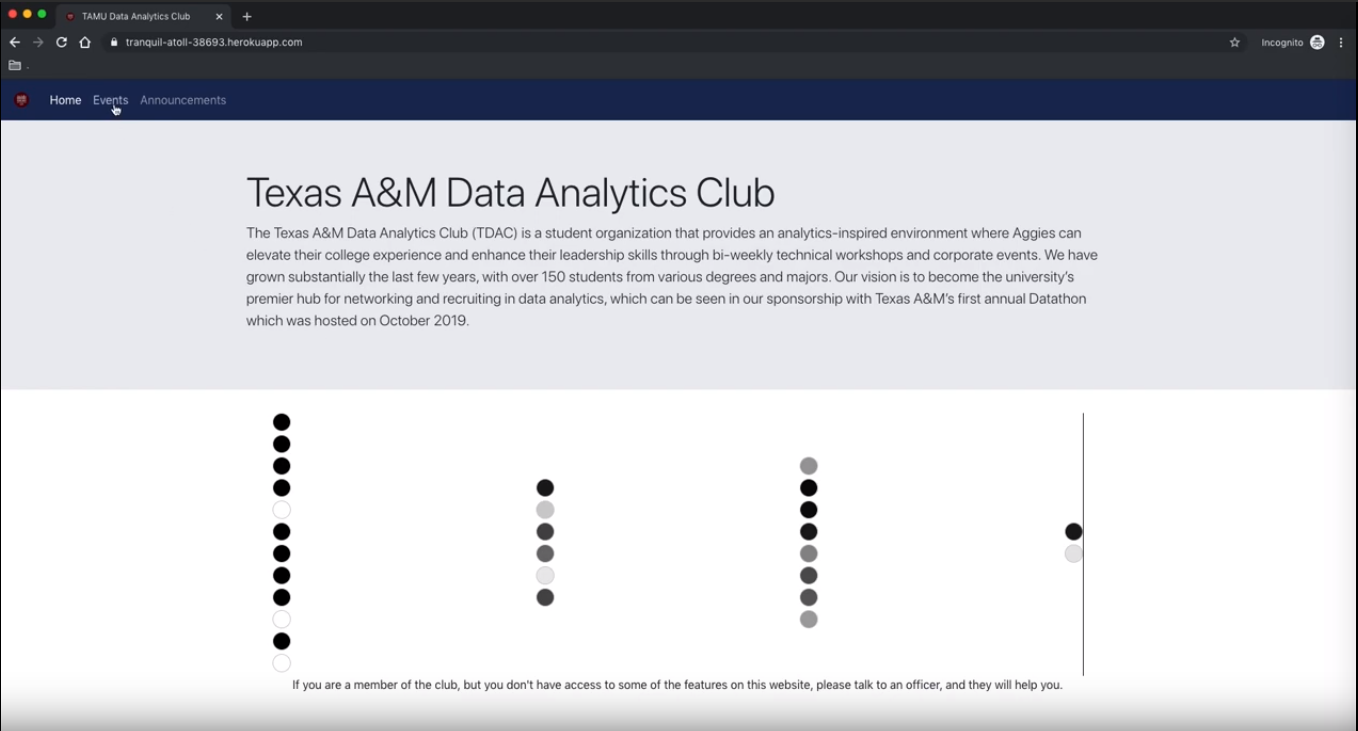 TAMU Data Analytics Club
tranquil-atoll-38693.herokuapp.com
Incognito
Home Events Announcements
Texas A&M Data Analytics Club
The Texas A&M Data Analytics Club (TDAC) is a student organization that provides an analytics-inspired environment where Aggies can
elevate their college experience and enhance their leadership skills through bi-weekly technical workshops and corporate events. We have
grown substantially the last few years, with over 150 students from various degrees and majors. Our vision is to become the university's
premier hub for networking and recruiting in data analytics, which can be seen in our sponsorship with Texas A&M's first annual Datathon
which was hosted on October 2019.
If you are a member of the club, but you don't have access to some of the features on this website, please talk to an officer, and they will help you.